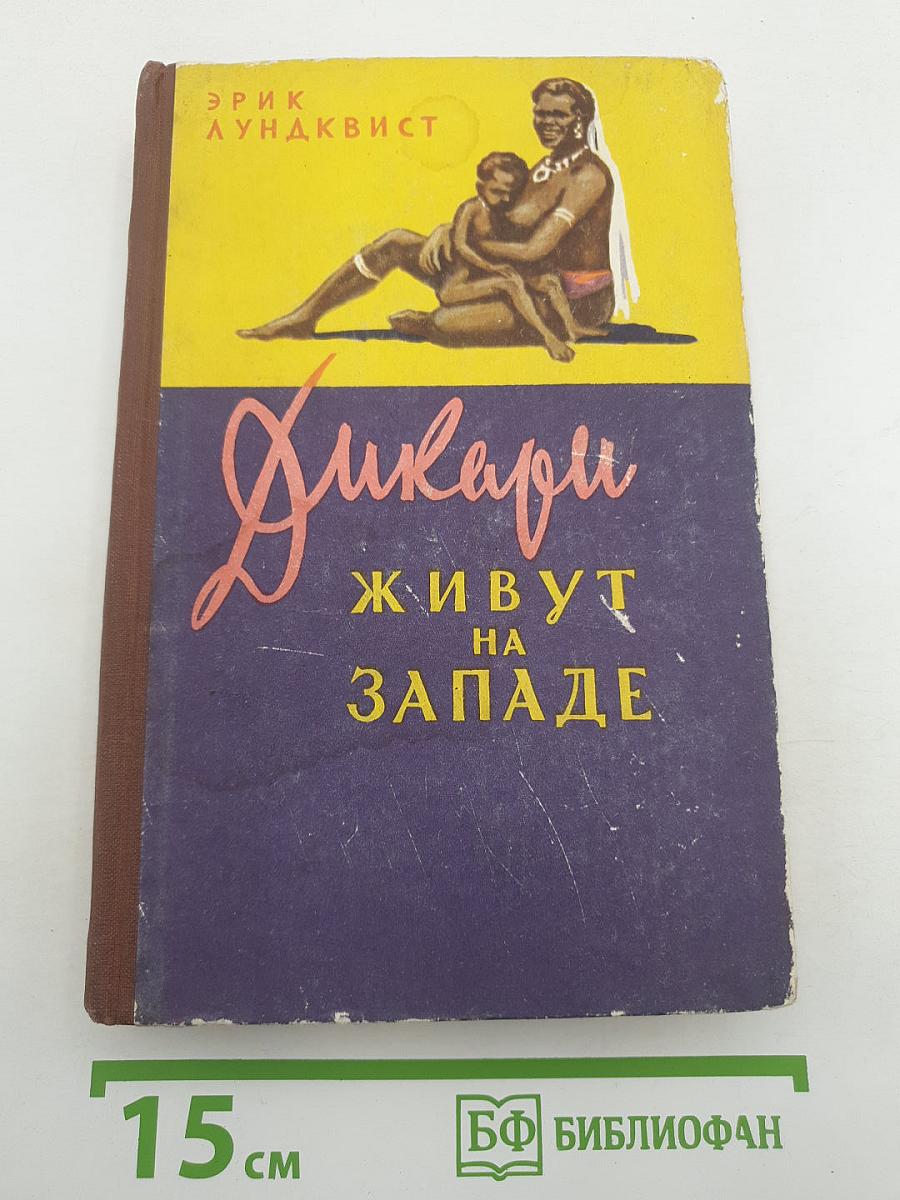 ЭРИК
ЛУНДКВИСТ
Дикари
ЖИВУТ
НА
ЗАПАДЕ
15 см
БФ БИБЛИОФАН